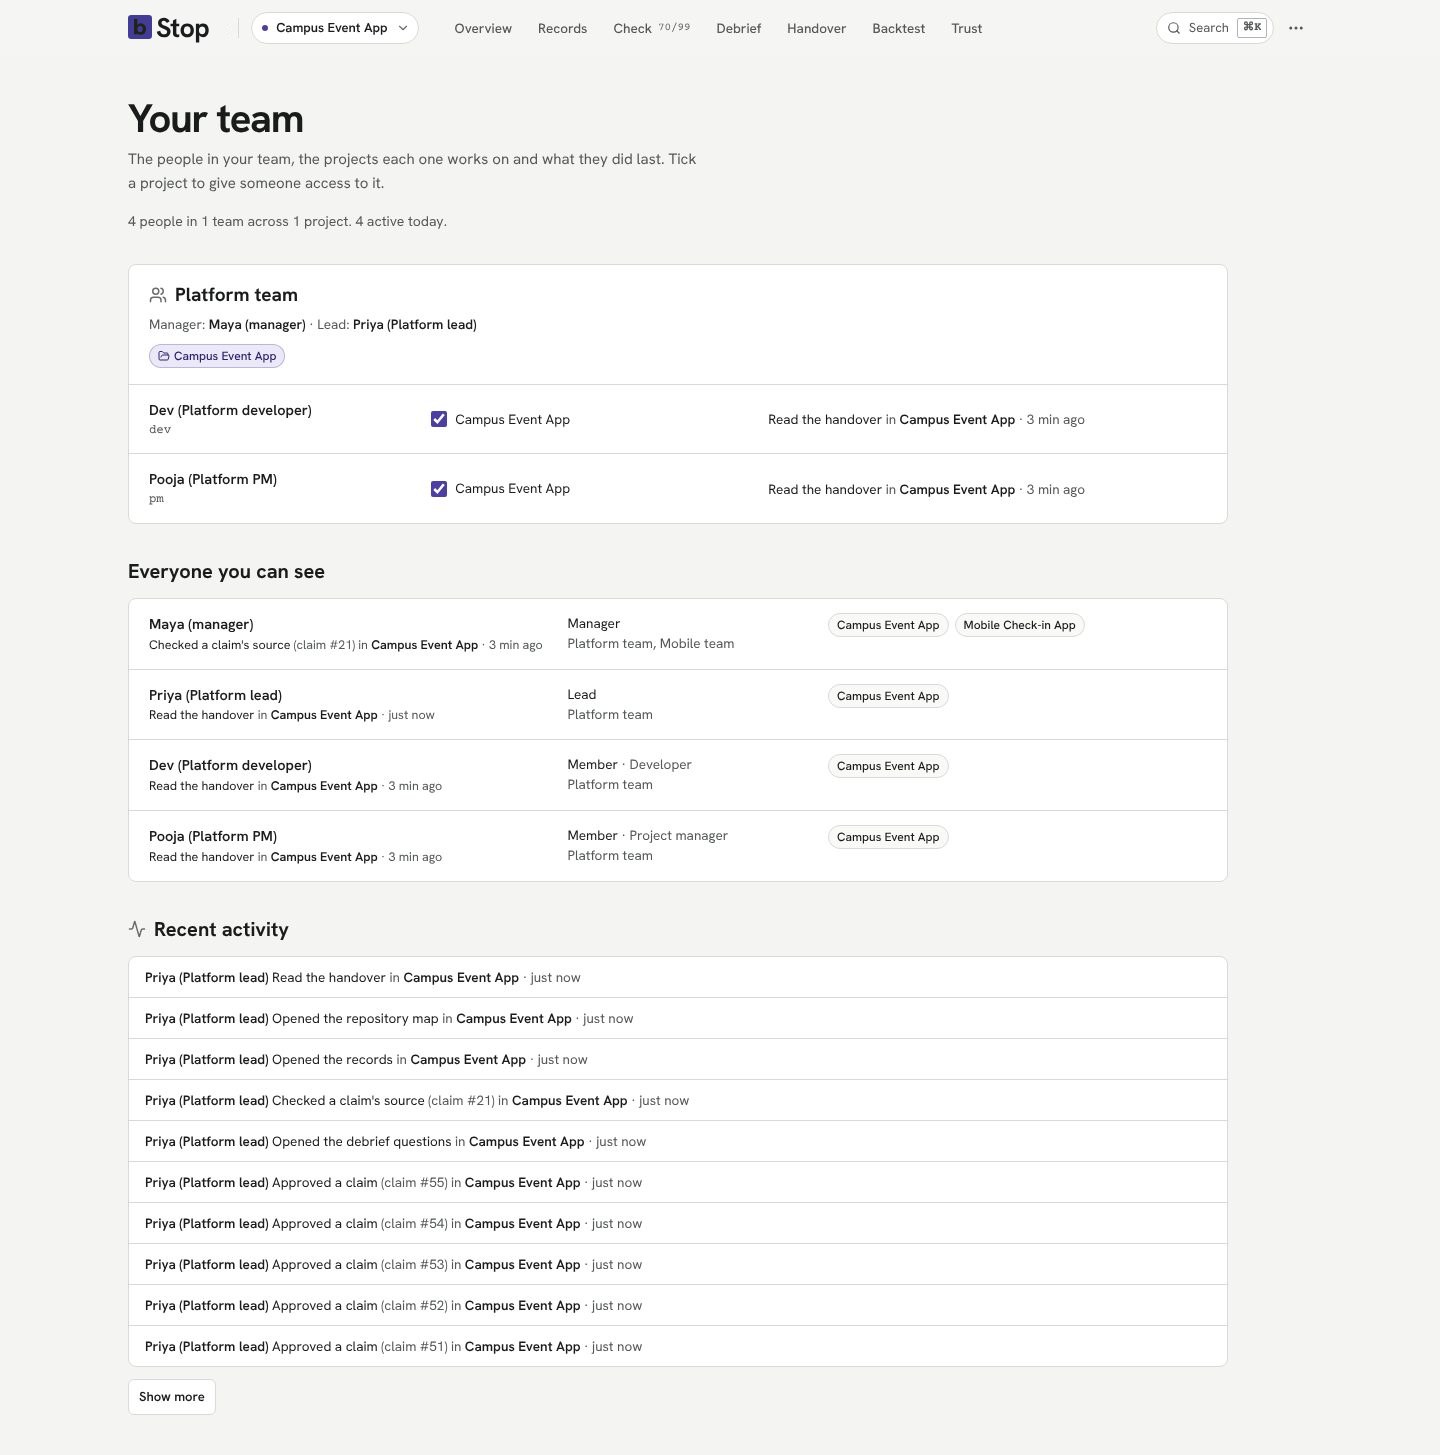 b Stop
Campus Event App
Overview
Records
Check 70/99
Debrief
Handover
Backtest
Trust
Search ⌘K
Your team
The people in your team, the projects each one works on and what they did last. Tick
a project to give someone access to it.
4 people in 1 team across 1 project. 4 active today.
Platform team
Manager: Maya (manager) · Lead: Priya (Platform lead)
Campus Event App
Dev (Platform developer)
dev
Campus Event App
Read the handover in Campus Event App · 3 min ago
Pooja (Platform PM)
pm
Campus Event App
Read the handover in Campus Event App · 3 min ago
Everyone you can see
Maya (manager)
Checked a claim's source (claim #21) in Campus Event App · 3 min ago
Manager
Platform team, Mobile team
Campus Event App
Mobile Check-in App
Priya (Platform lead)
Read the handover in Campus Event App · just now
Lead
Platform team
Campus Event App
Dev (Platform developer)
Read the handover in Campus Event App · 3 min ago
Member · Developer
Platform team
Campus Event App
Pooja (Platform PM)
Read the handover in Campus Event App · 3 min ago
Member · Project manager
Platform team
Campus Event App
Recent activity
Priya (Platform lead) Read the handover in Campus Event App · just now
Priya (Platform lead) Opened the repository map in Campus Event App · just now
Priya (Platform lead) Opened the records in Campus Event App · just now
Priya (Platform lead) Checked a claim's source (claim #21) in Campus Event App · just now
Priya (Platform lead) Opened the debrief questions in Campus Event App · just now
Priya (Platform lead) Approved a claim (claim #55) in Campus Event App · just now
Priya (Platform lead) Approved a claim (claim #54) in Campus Event App · just now
Priya (Platform lead) Approved a claim (claim #53) in Campus Event App · just now
Priya (Platform lead) Approved a claim (claim #52) in Campus Event App · just now
Priya (Platform lead) Approved a claim (claim #51) in Campus Event App · just now
Show more